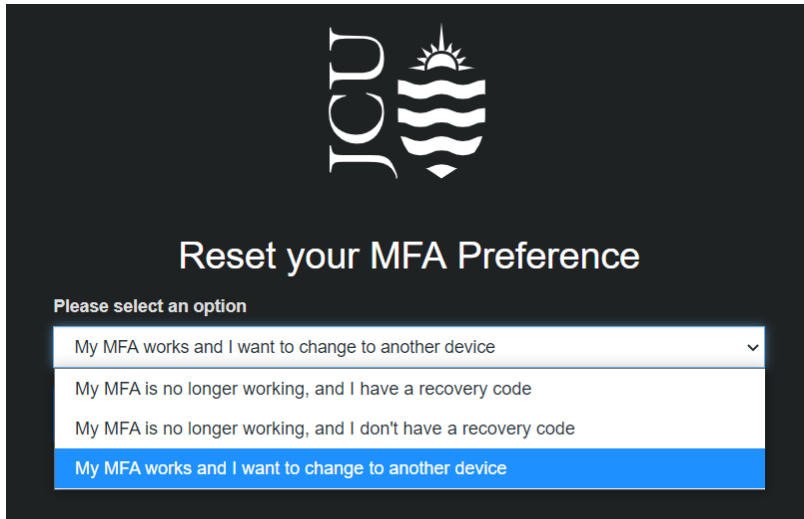 JCU
Reset your MFA Preference
Please select an option
My MFA works and I want to change to another device
My MFA is no longer working, and I have a recovery code
My MFA is no longer working, and I don't have a recovery code
My MFA works and I want to change to another device